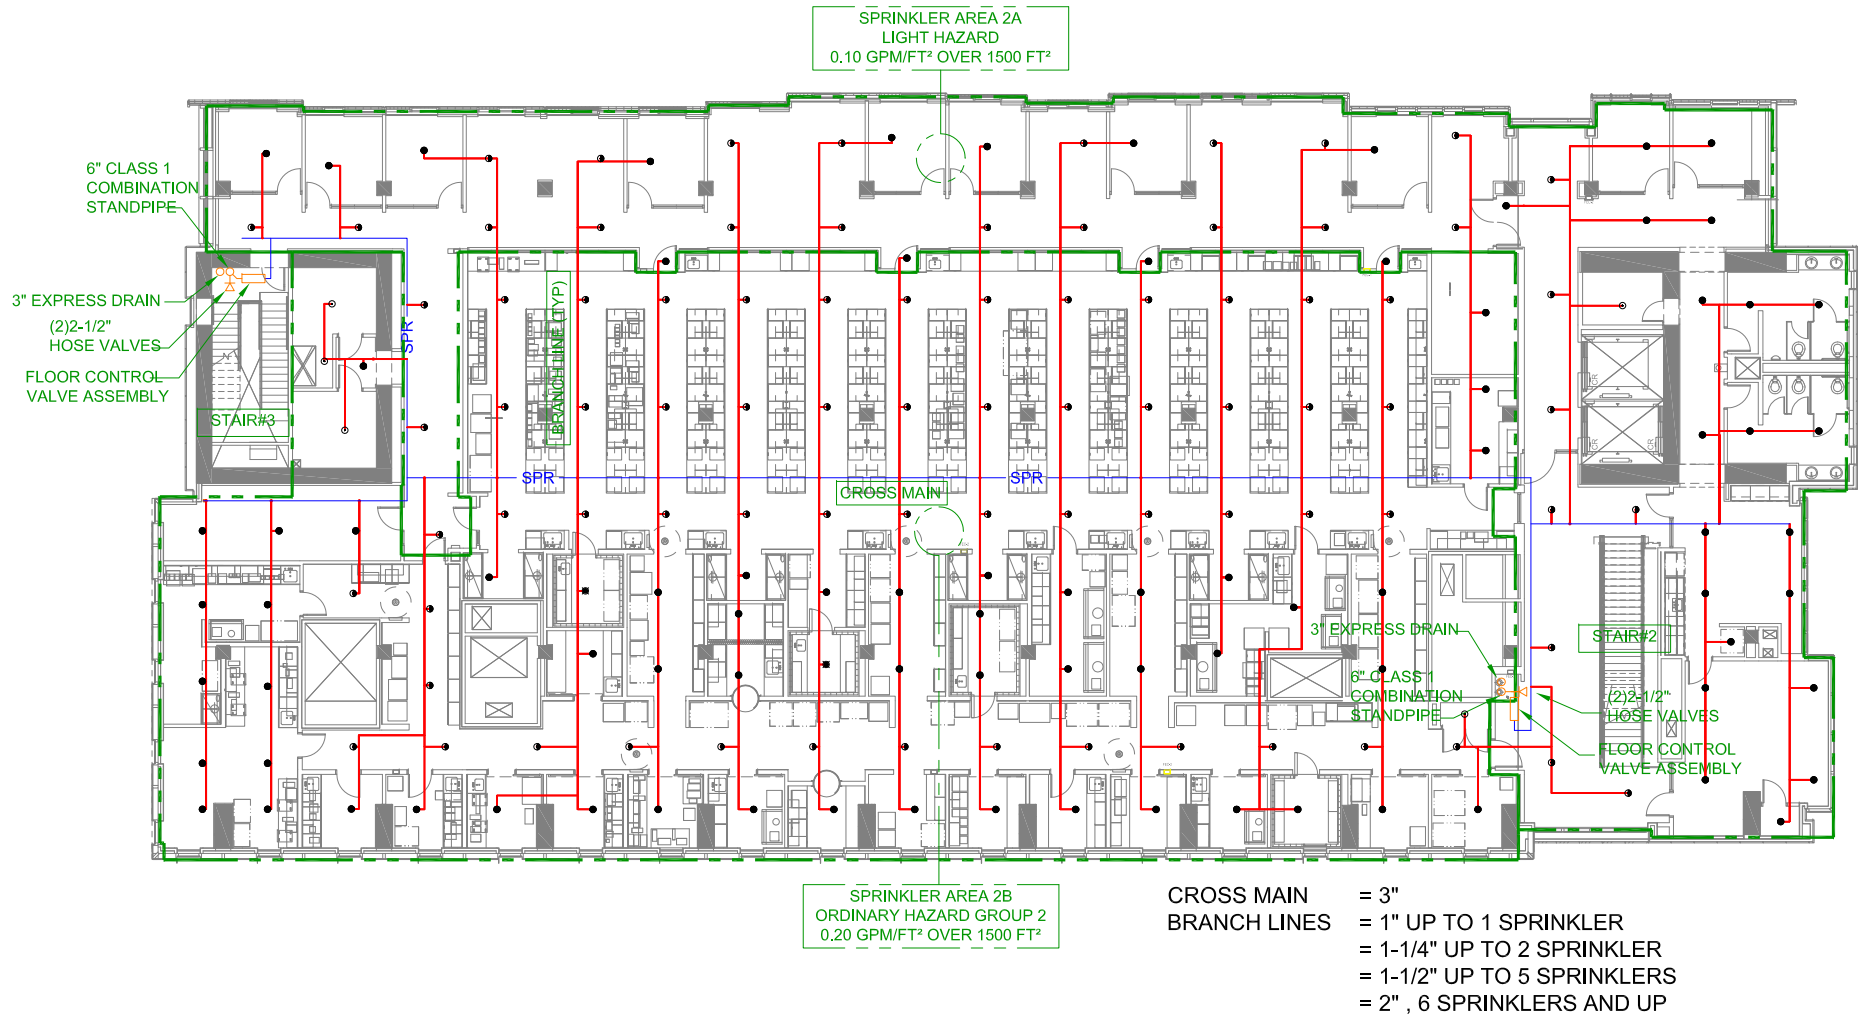 SPRINKLER AREA 2A
LIGHT HAZARD
0.10 GPM/FT² OVER 1500 FT²
6" CLASS 1
COMBINATION
STANDPIPE
3" EXPRESS DRAIN
(2)2-1/2"
HOSE VALVES
FLOOR CONTROL
VALVE ASSEMBLY
STAIR#3
SPR
BRANCH LINE (TYP)
SPR
SPR
CROSS MAIN
CR
CR
CR
3" EXPRESS DRAIN
6" CLASS 1
COMBINATION
STANDPIPE
STAIR#2
(2)2-1/2"
HOSE VALVES
FLOOR CONTROL
VALVE ASSEMBLY
SPRINKLER AREA 2B
ORDINARY HAZARD GROUP 2
0.20 GPM/FT² OVER 1500 FT²
CROSS MAIN = 3"
BRANCH LINES = 1" UP TO 1 SPRINKLER
= 1-1/4" UP TO 2 SPRINKLER
= 1-1/2" UP TO 5 SPRINKLERS
= 2" , 6 SPRINKLERS AND UP